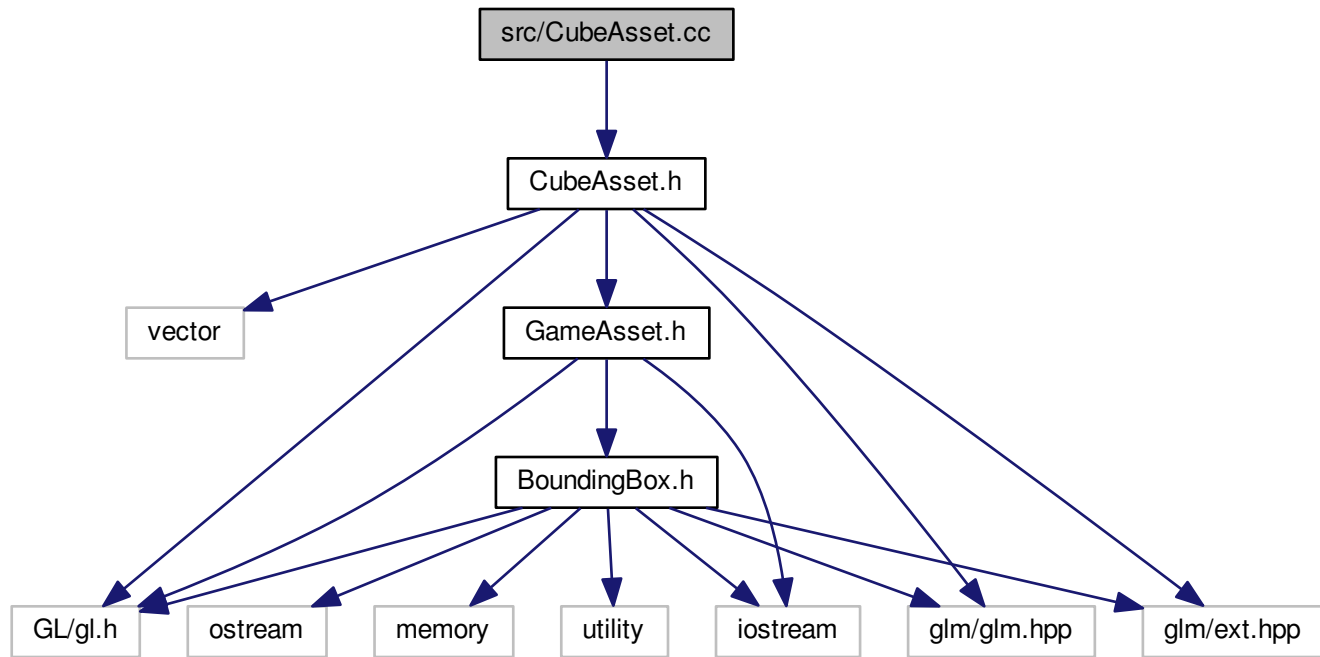 src/CubeAsset.cc
CubeAsset.h
vector
GameAsset.h
BoundingBox.h
GL/gl.h
ostream
memory
utility
iostream
glm/glm.hpp
glm/ext.hpp